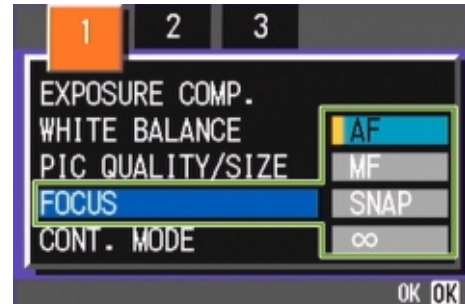 1 2 3
EXPOSURE COMP.
WHITE BALANCE AF
PIC QUALITY/SIZE MF
FOCUS SNAP
CONT. MODE ∞
OK OK